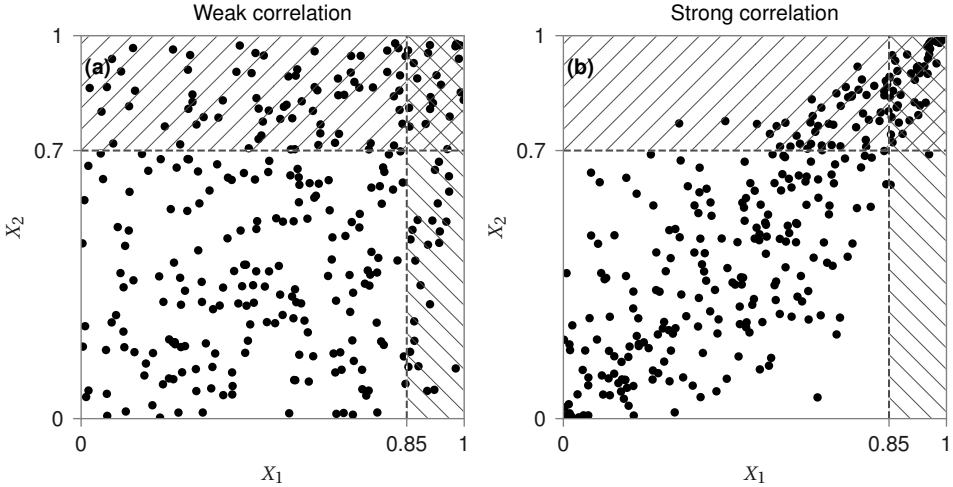 Weak correlation
1
(a)
0.7
X2
0
0
0.85
1
X1
Strong correlation
1
(b)
0.7
X2
0
0
0.85
1
X1